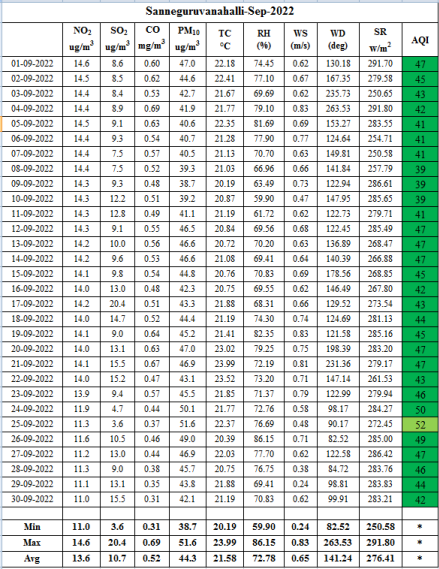 Sanneguruvanahalli-Sep-2022
NO2 ug/m3 SO2 ug/m3 CO mg/m3 PM10 ug/m3 TC °C RH (%) WS (m/s) WD (deg) SR w/m2 AQI
01-09-2022 14.6 8.6 0.60 47.0 22.18 74.45 0.62 130.18 291.70 47
02-09-2022 14.5 8.5 0.62 44.6 22.41 77.10 0.67 167.35 279.58 45
03-09-2022 14.4 8.4 0.53 42.7 21.67 69.69 0.62 235.73 250.65 43
04-09-2022 14.4 8.9 0.69 41.9 21.77 79.10 0.83 263.53 291.80 42
05-09-2022 14.5 9.1 0.63 40.6 22.35 81.69 0.69 153.27 283.55 41
06-09-2022 14.4 9.3 0.54 40.7 21.28 77.90 0.77 124.64 254.71 41
07-09-2022 14.4 7.5 0.57 40.5 21.13 70.70 0.63 149.81 250.58 41
08-09-2022 14.4 7.5 0.52 39.3 21.03 66.96 0.66 141.84 257.79 39
09-09-2022 14.3 9.3 0.48 38.7 20.19 63.49 0.73 122.94 286.61 39
10-09-2022 14.3 12.2 0.51 39.2 20.87 59.90 0.47 147.95 285.65 39
11-09-2022 14.3 12.8 0.49 41.1 21.19 61.72 0.62 122.73 279.71 41
12-09-2022 14.3 9.1 0.55 46.5 20.84 69.56 0.68 122.45 285.49 47
13-09-2022 14.2 10.0 0.56 46.6 20.72 70.20 0.63 136.89 268.47 47
14-09-2022 14.2 9.6 0.53 46.6 21.08 69.41 0.64 140.39 266.88 47
15-09-2022 14.1 9.8 0.54 44.8 20.76 70.83 0.69 178.56 268.85 45
16-09-2022 14.0 13.0 0.48 42.3 20.75 69.55 0.62 146.49 267.80 42
17-09-2022 14.2 20.4 0.51 43.3 21.88 68.31 0.66 129.52 273.54 43
18-09-2022 14.0 14.7 0.52 44.4 21.19 74.30 0.74 124.69 281.13 44
19-09-2022 14.1 9.0 0.64 45.2 21.41 82.35 0.83 121.58 285.16 45
20-09-2022 14.0 13.1 0.63 47.0 23.02 79.25 0.75 198.39 283.20 47
21-09-2022 14.1 15.5 0.67 46.9 23.99 72.19 0.81 231.36 279.17 47
22-09-2022 14.0 15.2 0.47 43.1 23.52 73.20 0.71 147.14 261.53 43
23-09-2022 13.9 9.4 0.57 45.5 21.85 71.37 0.79 122.99 279.94 46
24-09-2022 11.9 4.7 0.44 50.1 21.77 72.76 0.58 98.17 284.27 50
25-09-2022 11.3 3.6 0.37 51.6 22.37 76.69 0.48 90.17 272.45 52
26-09-2022 11.6 10.5 0.46 49.0 20.39 86.15 0.71 82.52 285.00 49
27-09-2022 11.2 13.0 0.44 46.9 22.03 77.70 0.62 122.58 286.42 47
28-09-2022 11.3 9.0 0.38 45.7 20.75 76.75 0.38 84.72 283.76 46
29-09-2022 11.1 13.1 0.35 43.8 21.88 69.41 0.24 98.81 283.83 44
30-09-2022 11.0 15.5 0.31 42.1 21.19 70.83 0.62 99.91 283.21 42
Min 11.0 3.6 0.31 38.7 20.19 59.90 0.24 82.52 250.58 *
Max 14.6 20.4 0.69 51.6 23.99 86.15 0.83 263.53 291.80 *
Avg 13.6 10.7 0.52 44.3 21.58 72.78 0.65 141.24 276.41 *